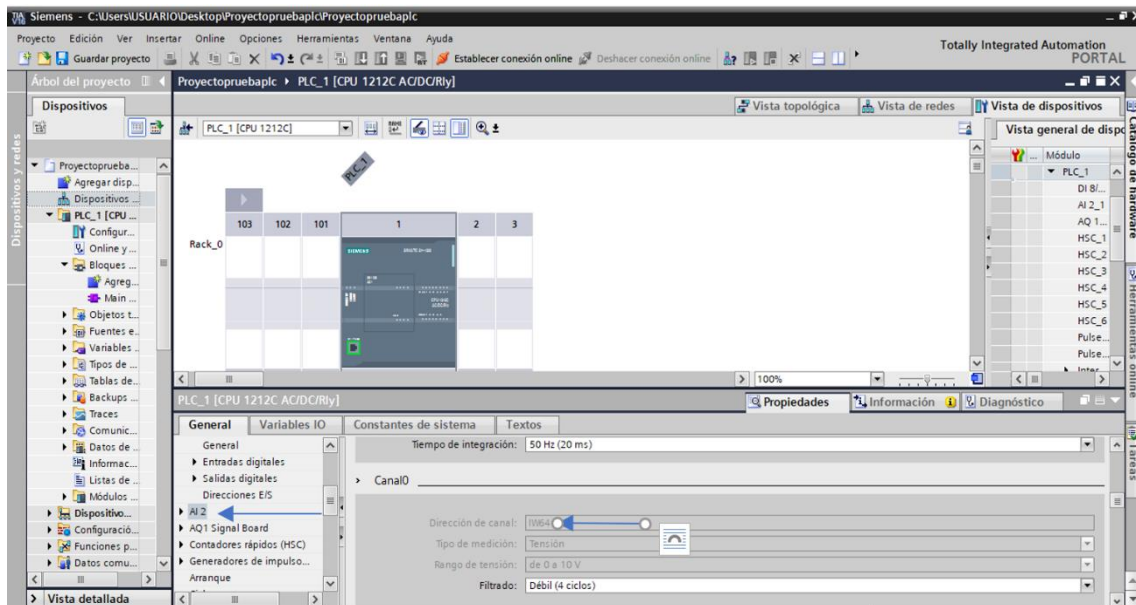 Siemens - C:\Users\USUARIO\Desktop\Proyectopruebaplc\Proyectopruebaplc
Proyecto Edición Ver Insertar Online Opciones Herramientas Ventana Ayuda
Totally Integrated Automation
PORTAL
Guardar proyecto Establecer conexión online Deshacer conexión online
Árbol del proyecto
Proyectopruebaplc PLC_1 [CPU 1212C AC/DC/Rly]
Dispositivos
Vista topológica Vista de redes Vista de dispositivos
PLC_1 [CPU 1212C]
Vista general de dispo
Dispositivos y redes
Proyectoprueba...
Agregar disp...
Dispositivos ...
PLC_1 [CPU ...
Configur...
Online y ...
Bloques ...
Agreg...
Main ...
Objetos t...
Fuentes e...
Variables ...
Tipos de ...
Tablas de...
Backups ...
Traces
Comunic...
Datos de ...
Informac...
Listas de ...
Módulos ...
Dispositivo...
Configuració...
Funciones p...
Datos comu...
Vista detallada
PLC_1
103 102 101 1 2 3
Rack_0
SIEMENS
100%
... Módulo
PLC_1
DI 8/...
AI 2_1
AQ 1...
HSC_1
HSC_2
HSC_3
HSC_4
HSC_5
HSC_6
Pulse...
Pulse...
Inter...
Catálogo de hardware
Herramientas online
Tareas
PLC_1 [CPU 1212C AC/DC/Rly]
Propiedades Información Diagnóstico
General Variables IO Constantes de sistema Textos
General
Entradas digitales
Salidas digitales
Direcciones E/S
AI 2
AQ1 Signal Board
Contadores rápidos (HSC)
Generadores de impulso...
Arranque
Tiempo de integración: 50 Hz (20 ms)
Canal0
Dirección de canal: IW64
Tipo de medición: Tensión
Rango de tensión: de 0 a 10 V
Filtrado: Débil (4 ciclos)